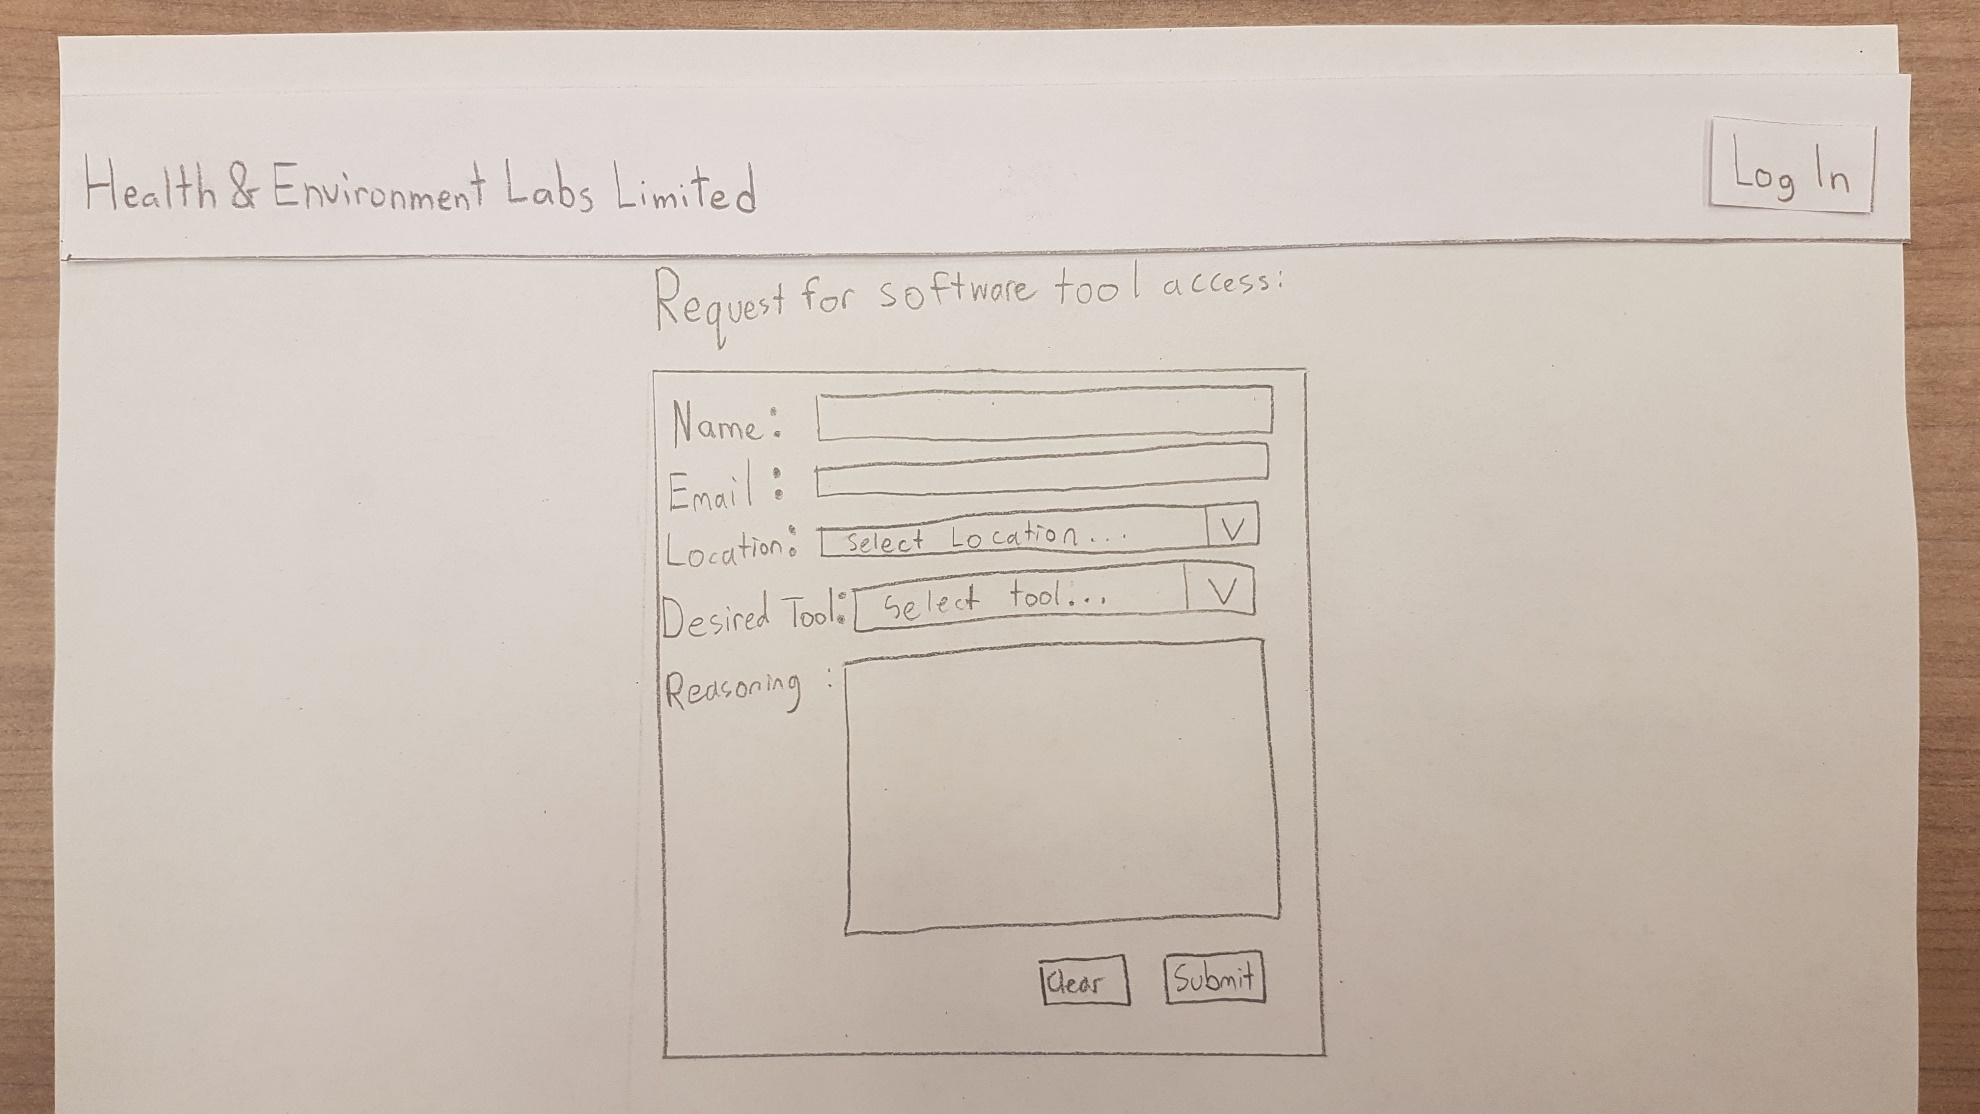 Health & Environment Labs Limited
Log In
Request for software tool access:
Name:
Email :
Location: Select Location...
V
Desired Tool: Select tool...
V
Reasoning :
Clear
Submit